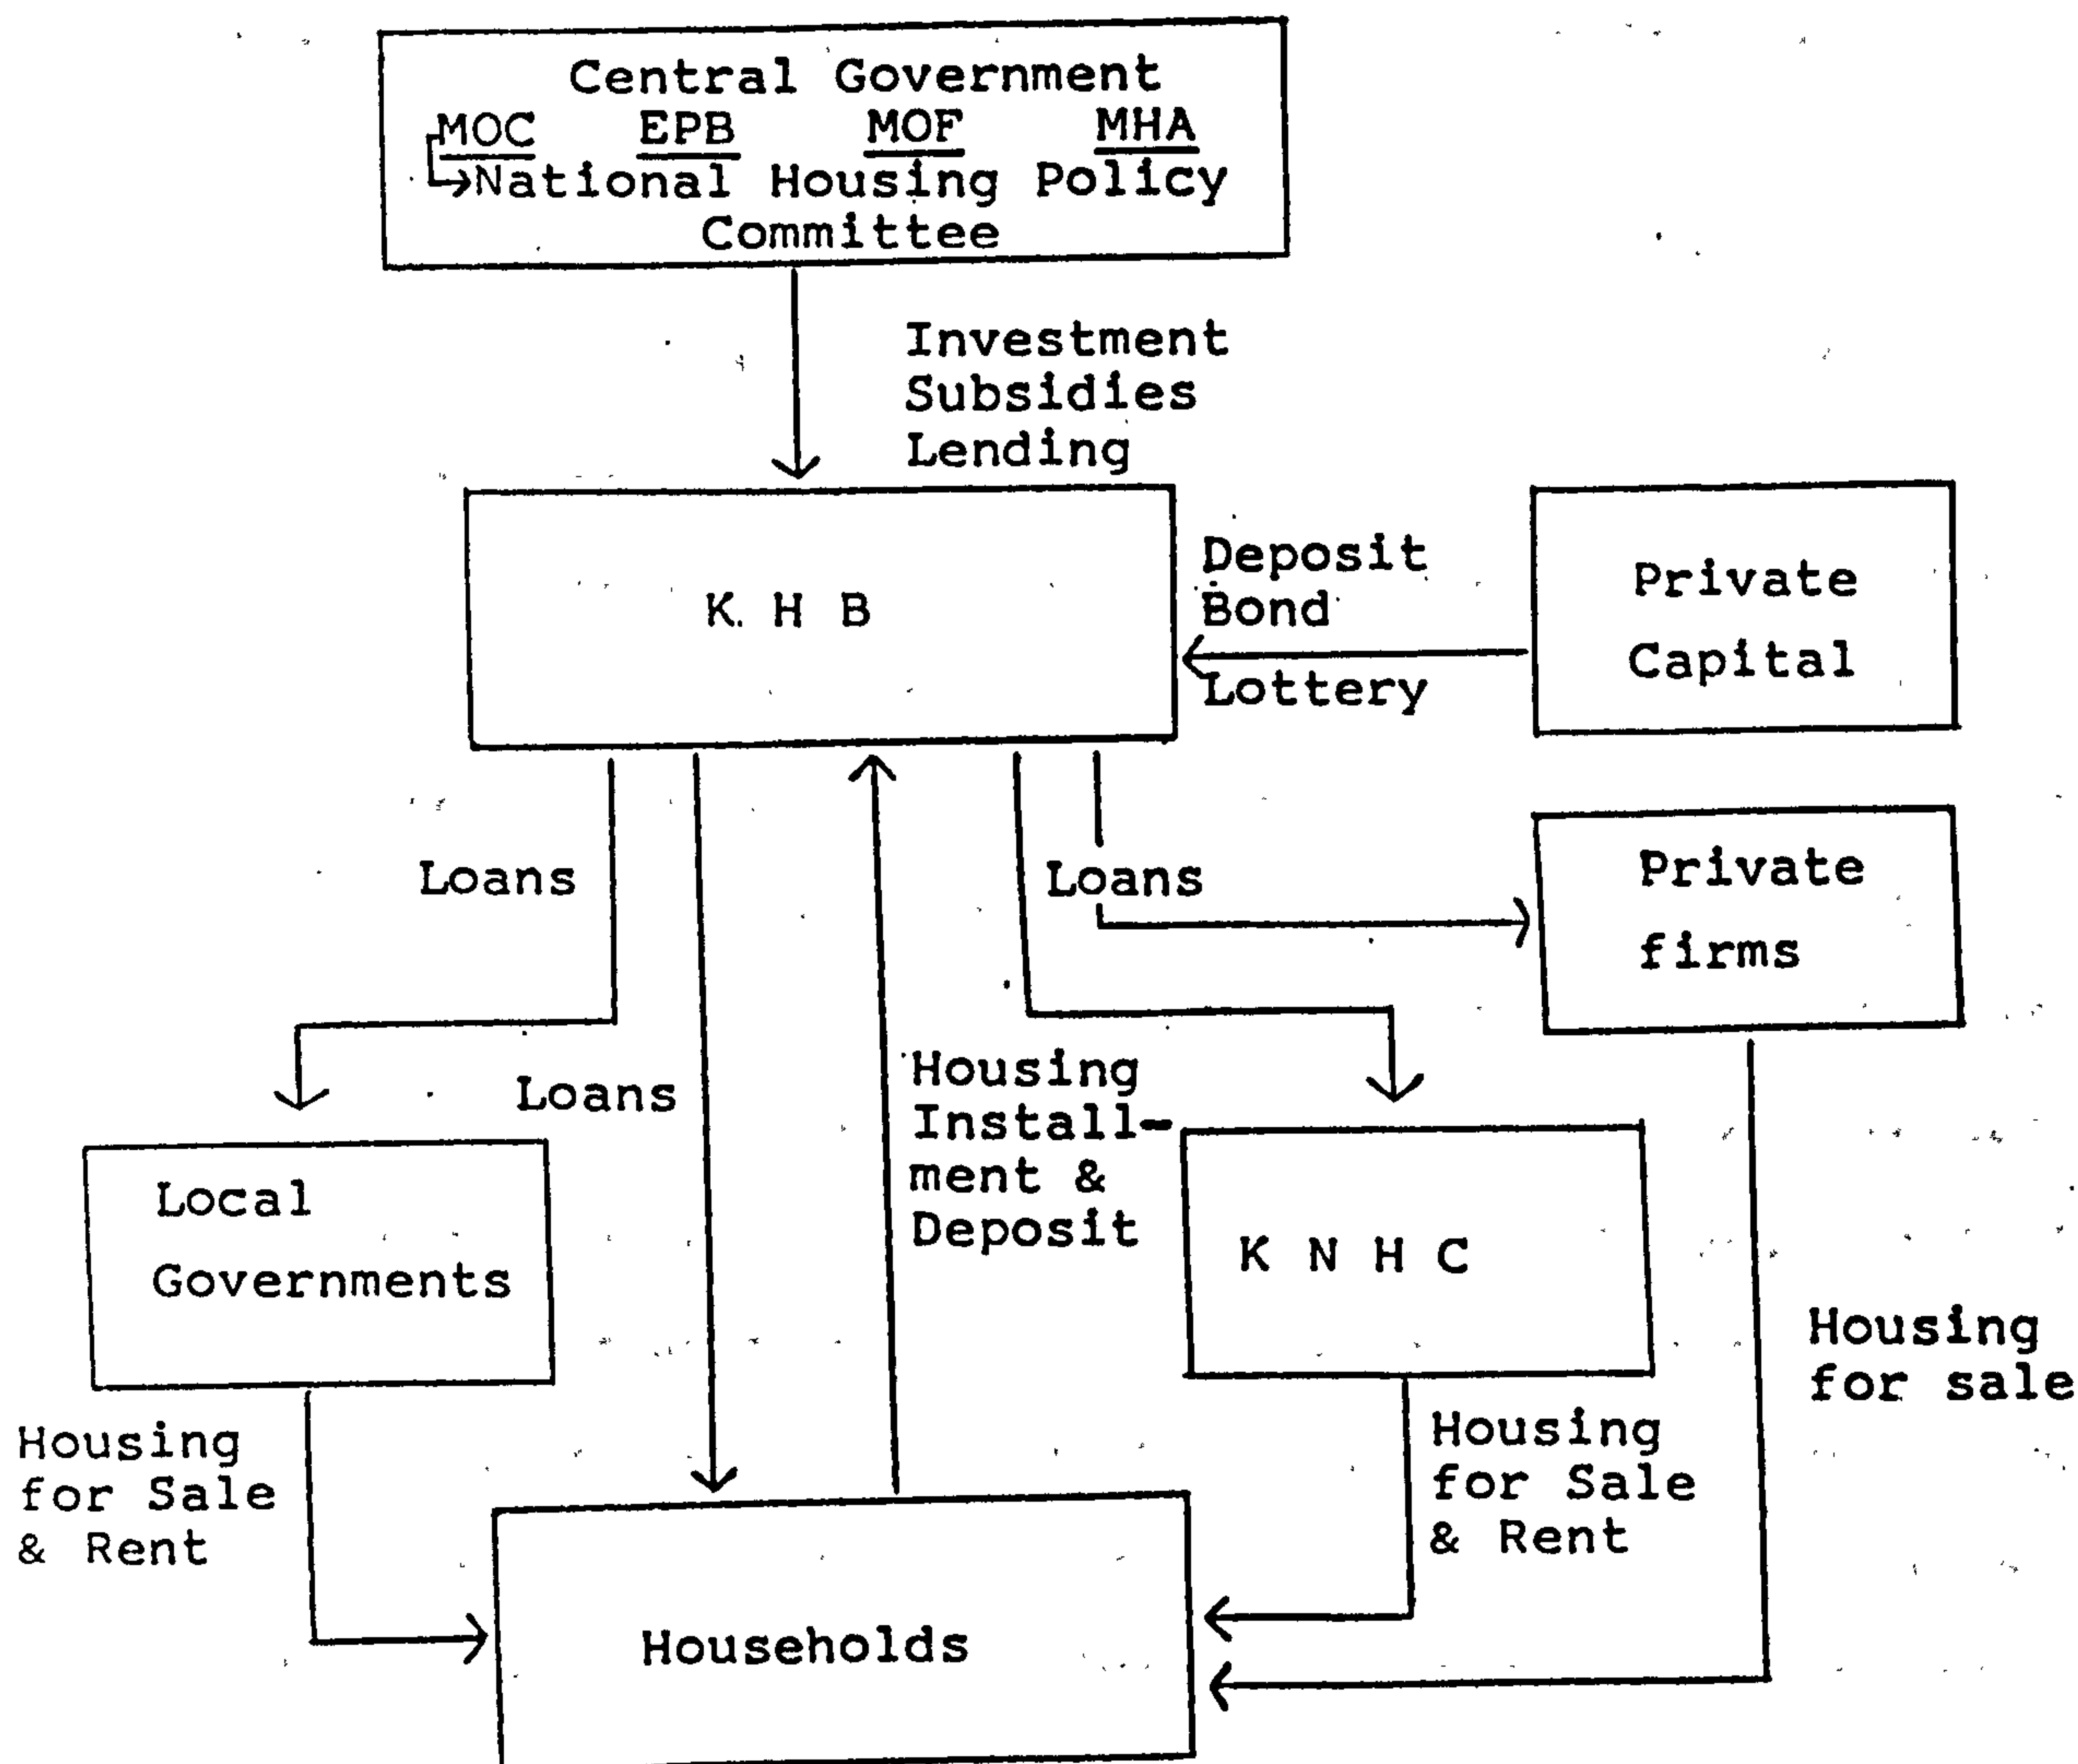 Central Government
MOC EPB MOF MHA
National Housing Policy
Committee
Investment
Subsidies
Lending
K H B
Deposit
Bond
Lottery
Private
Capital
Loans
Loans
Private
firms
Loans
Housing
Install-
ment &
Deposit
Local
Governments
K N H C
Housing
for sale
Housing
for Sale
& Rent
Housing
for Sale
& Rent
Households